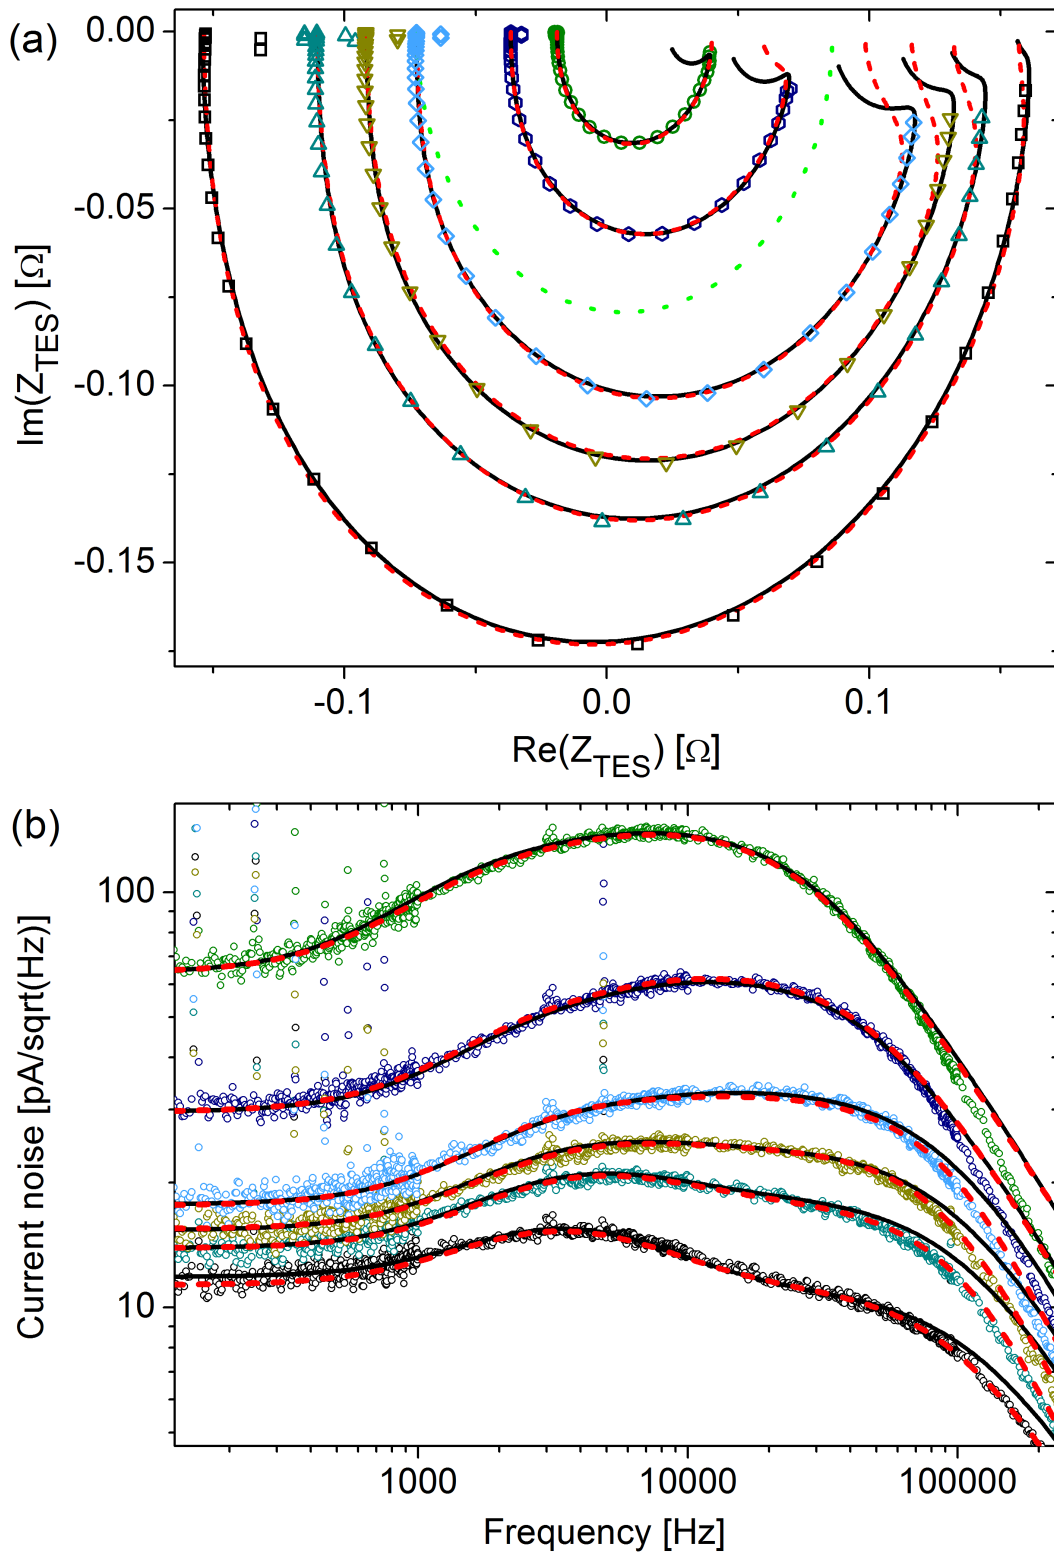 (a)
0.00
-0.05
-0.10
-0.15
Im(Z_TES) [Ω]
-0.1 0.0 0.1
Re(Z_TES) [Ω]
(b)
100
10
Current noise [pA/sqrt(Hz)]
1000 10000 100000
Frequency [Hz]